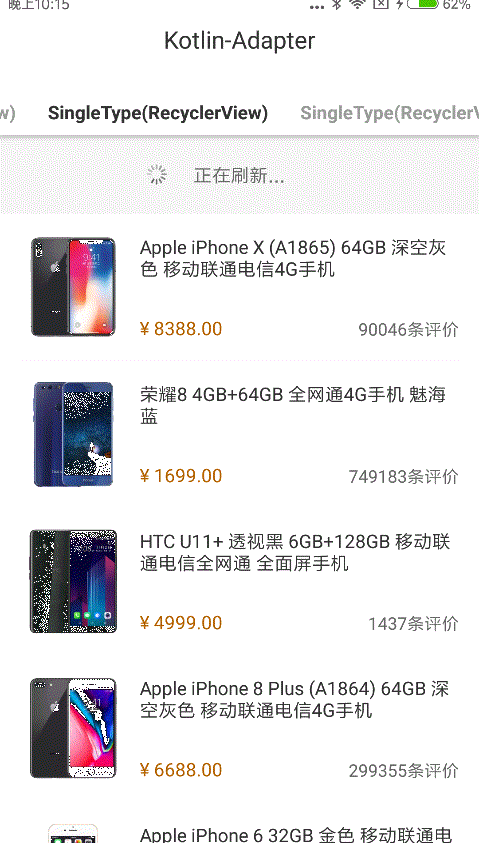 晚上10:15
... 62%
Kotlin-Adapter
w)
SingleType(RecyclerView)
SingleType(RecyclerV
正在刷新...
Apple iPhone X (A1865) 64GB 深空灰
色 移动联通电信4G手机
¥ 8388.00
90046条评价
荣耀8 4GB+64GB 全网通4G手机 魅海
蓝
¥ 1699.00
749183条评价
HTC U11+ 透视黑 6GB+128GB 移动联
通电信全网通 全面屏手机
¥ 4999.00
1437条评价
Apple iPhone 8 Plus (A1864) 64GB 深
空灰色 移动联通电信4G手机
¥ 6688.00
299355条评价
Apple iPhone 6 32GB 金色 移动联通电